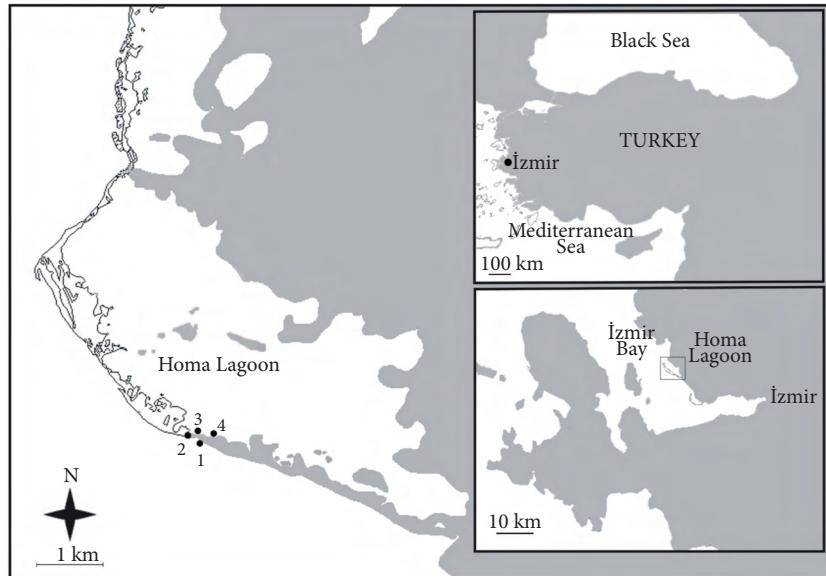 Black Sea
TURKEY
İzmir
Mediterranean
Sea
100 km
Homa Lagoon
3
4
2
1
N
1 km
İzmir
Bay
Homa
Lagoon
İzmir
10 km